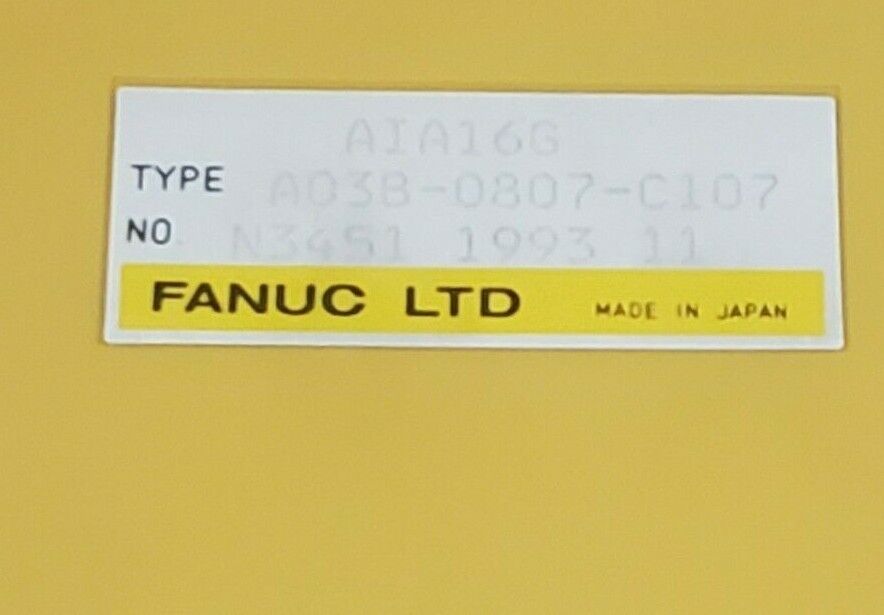 AIA16G
TYPE A03B-0807-C107
NO N3451 1993 11
FANUC LTD MADE IN JAPAN